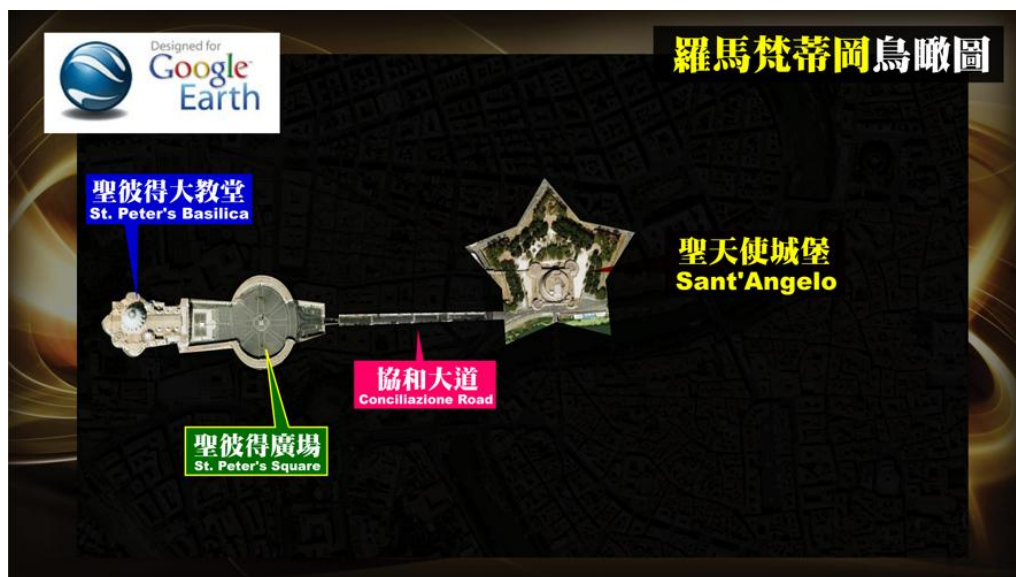 Designed for
Google
Earth
羅馬梵蒂岡鳥瞰圖
聖彼得大教堂
St. Peter's Basilica
聖天使城堡
Sant'Angelo
協和大道
Conciliazione Road
聖彼得廣場
St. Peter's Square